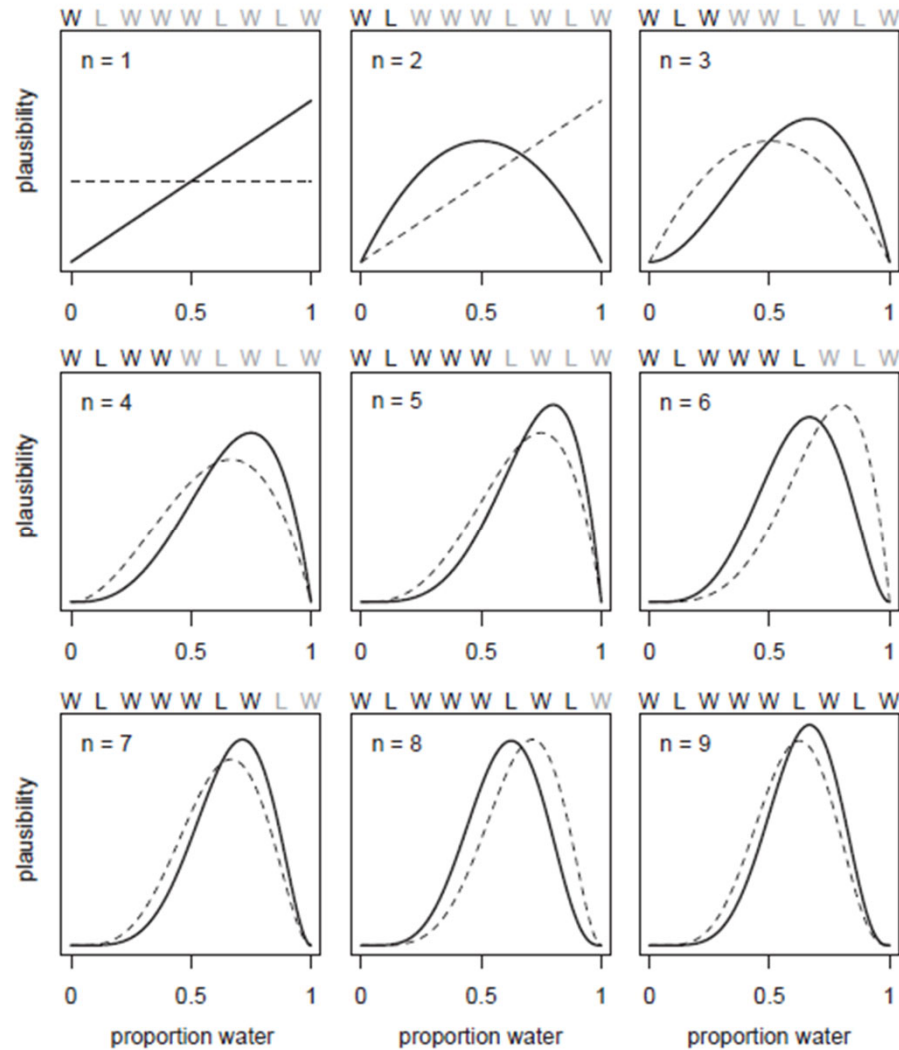 W L W W W L W L W W L W W W L W L W W L W W W L W L W
n = 1 n = 2 n = 3
plausibility
0 0.5 1 0 0.5 1 0 0.5 1
W L W W W L W L W W L W W W L W L W W L W W W L W L W
n = 4 n = 5 n = 6
plausibility
0 0.5 1 0 0.5 1 0 0.5 1
W L W W W L W L W W L W W W L W L W W L W W W L W L W
n = 7 n = 8 n = 9
plausibility
0 0.5 1 0 0.5 1 0 0.5 1
proportion water proportion water proportion water